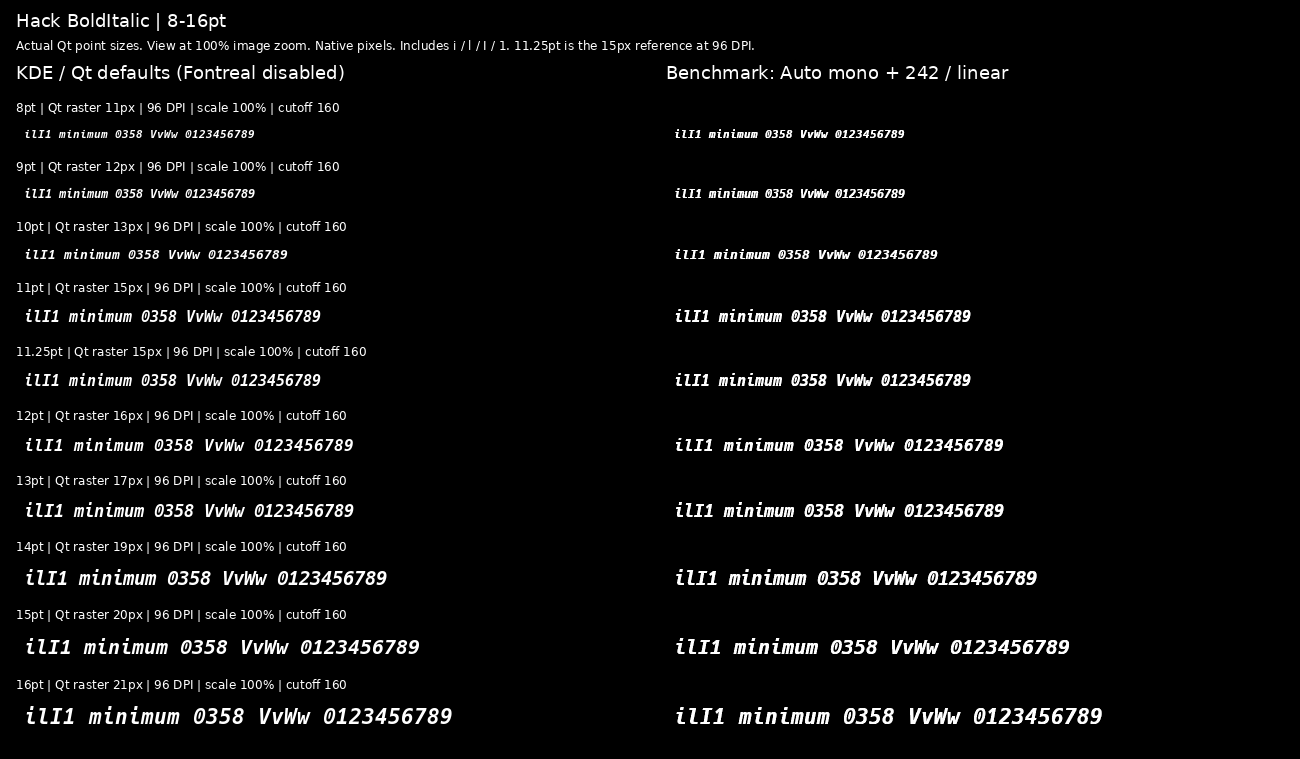 Hack BoldItalic | 8-16pt
Actual Qt point sizes. View at 100% image zoom. Native pixels. Includes i / l / I / 1. 11.25pt is the 15px reference at 96 DPI.
KDE / Qt defaults (Fontreal disabled)
Benchmark: Auto mono + 242 / linear
8pt | Qt raster 11px | 96 DPI | scale 100% | cutoff 160
ilI1 minimum 0358 VvWw 0123456789
ilI1 minimum 0358 VvWw 0123456789
9pt | Qt raster 12px | 96 DPI | scale 100% | cutoff 160
ilI1 minimum 0358 VvWw 0123456789
ilI1 minimum 0358 VvWw 0123456789
10pt | Qt raster 13px | 96 DPI | scale 100% | cutoff 160
ilI1 minimum 0358 VvWw 0123456789
ilI1 minimum 0358 VvWw 0123456789
11pt | Qt raster 15px | 96 DPI | scale 100% | cutoff 160
ilI1 minimum 0358 VvWw 0123456789
ilI1 minimum 0358 VvWw 0123456789
11.25pt | Qt raster 15px | 96 DPI | scale 100% | cutoff 160
ilI1 minimum 0358 VvWw 0123456789
ilI1 minimum 0358 VvWw 0123456789
12pt | Qt raster 16px | 96 DPI | scale 100% | cutoff 160
ilI1 minimum 0358 VvWw 0123456789
ilI1 minimum 0358 VvWw 0123456789
13pt | Qt raster 17px | 96 DPI | scale 100% | cutoff 160
ilI1 minimum 0358 VvWw 0123456789
ilI1 minimum 0358 VvWw 0123456789
14pt | Qt raster 19px | 96 DPI | scale 100% | cutoff 160
ilI1 minimum 0358 VvWw 0123456789
ilI1 minimum 0358 VvWw 0123456789
15pt | Qt raster 20px | 96 DPI | scale 100% | cutoff 160
ilI1 minimum 0358 VvWw 0123456789
ilI1 minimum 0358 VvWw 0123456789
16pt | Qt raster 21px | 96 DPI | scale 100% | cutoff 160
ilI1 minimum 0358 VvWw 0123456789
ilI1 minimum 0358 VvWw 0123456789